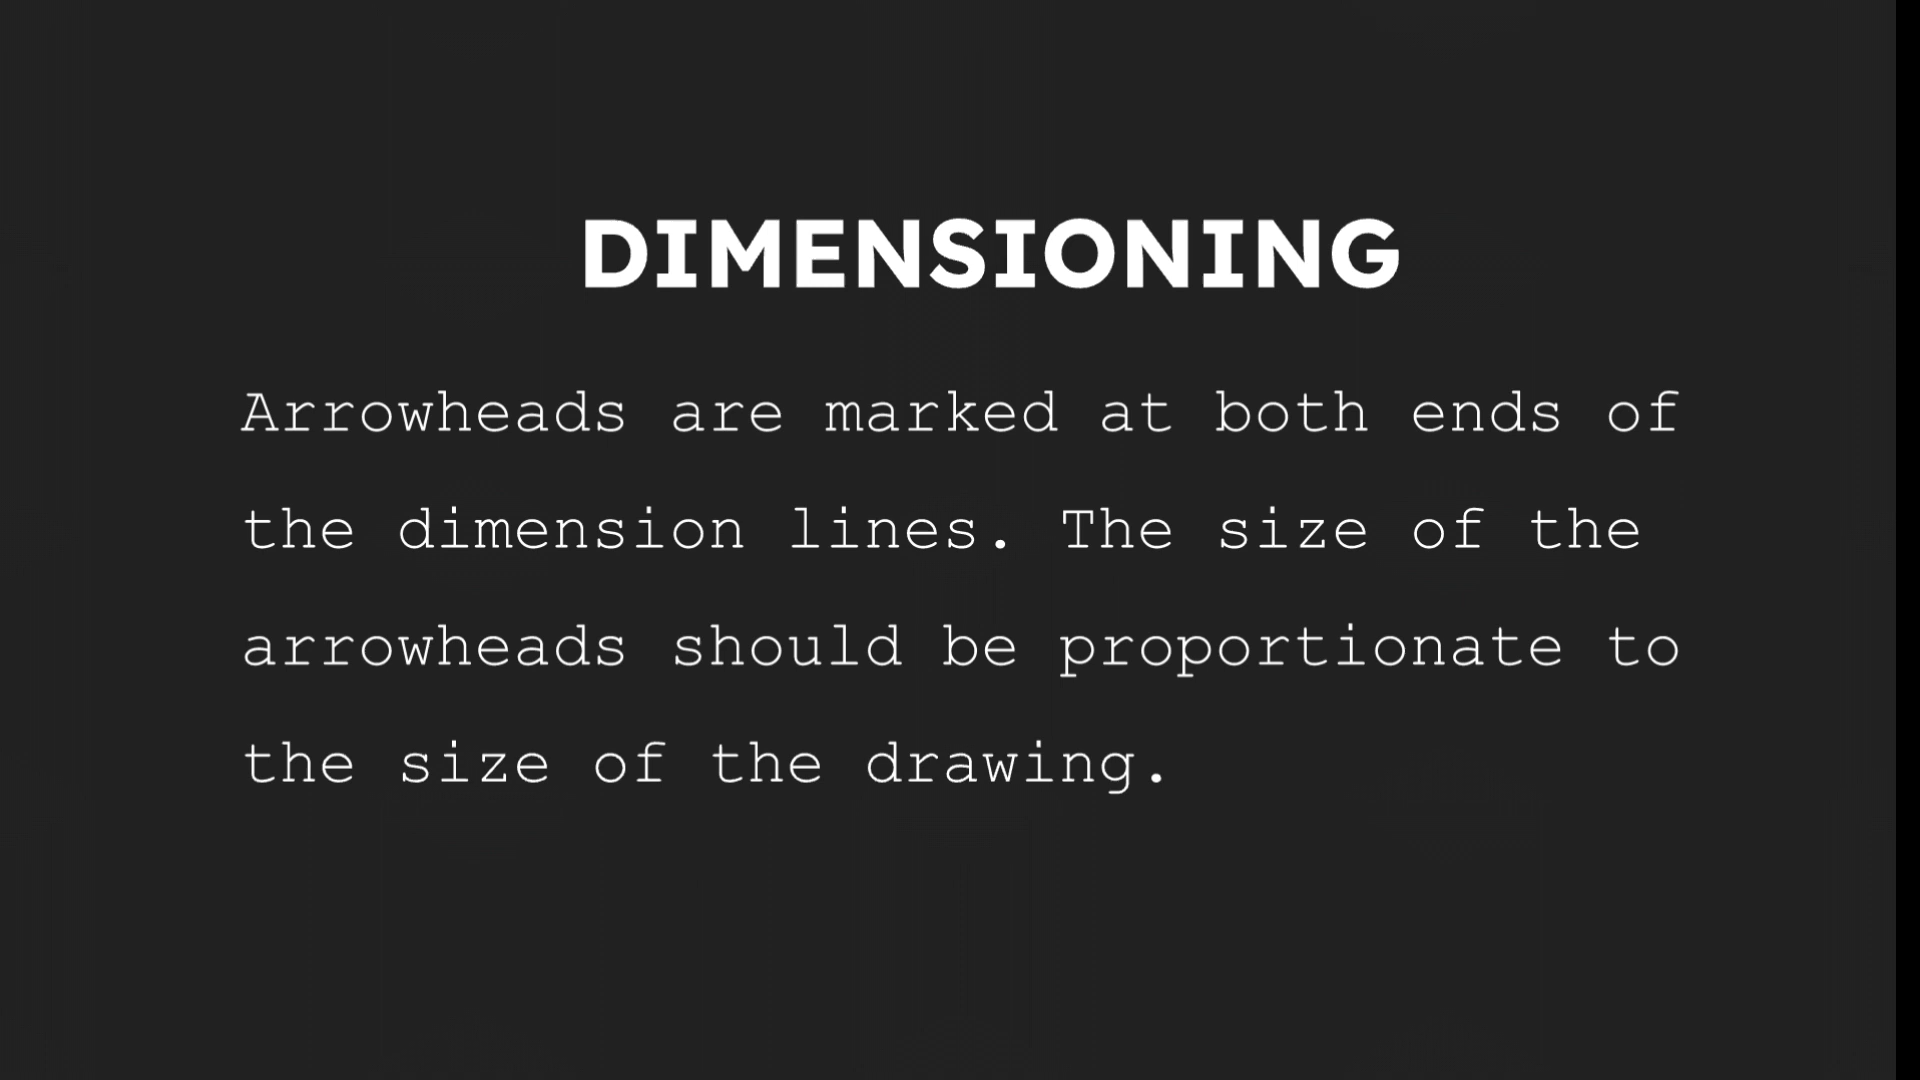 DIMENSIONING
Arrowheads are marked at both ends of
the dimension lines. The size of the
arrowheads should be proportionate to
the size of the drawing.